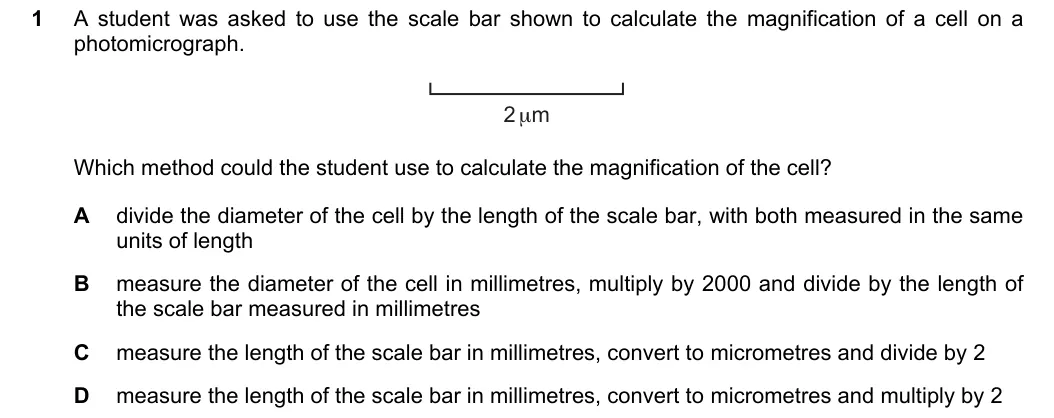 1 A student was asked to use the scale bar shown to calculate the magnification of a cell on a
photomicrograph.
2 μm
Which method could the student use to calculate the magnification of the cell?
A divide the diameter of the cell by the length of the scale bar, with both measured in the same
units of length
B measure the diameter of the cell in millimetres, multiply by 2000 and divide by the length of
the scale bar measured in millimetres
C measure the length of the scale bar in millimetres, convert to micrometres and divide by 2
D measure the length of the scale bar in millimetres, convert to micrometres and multiply by 2